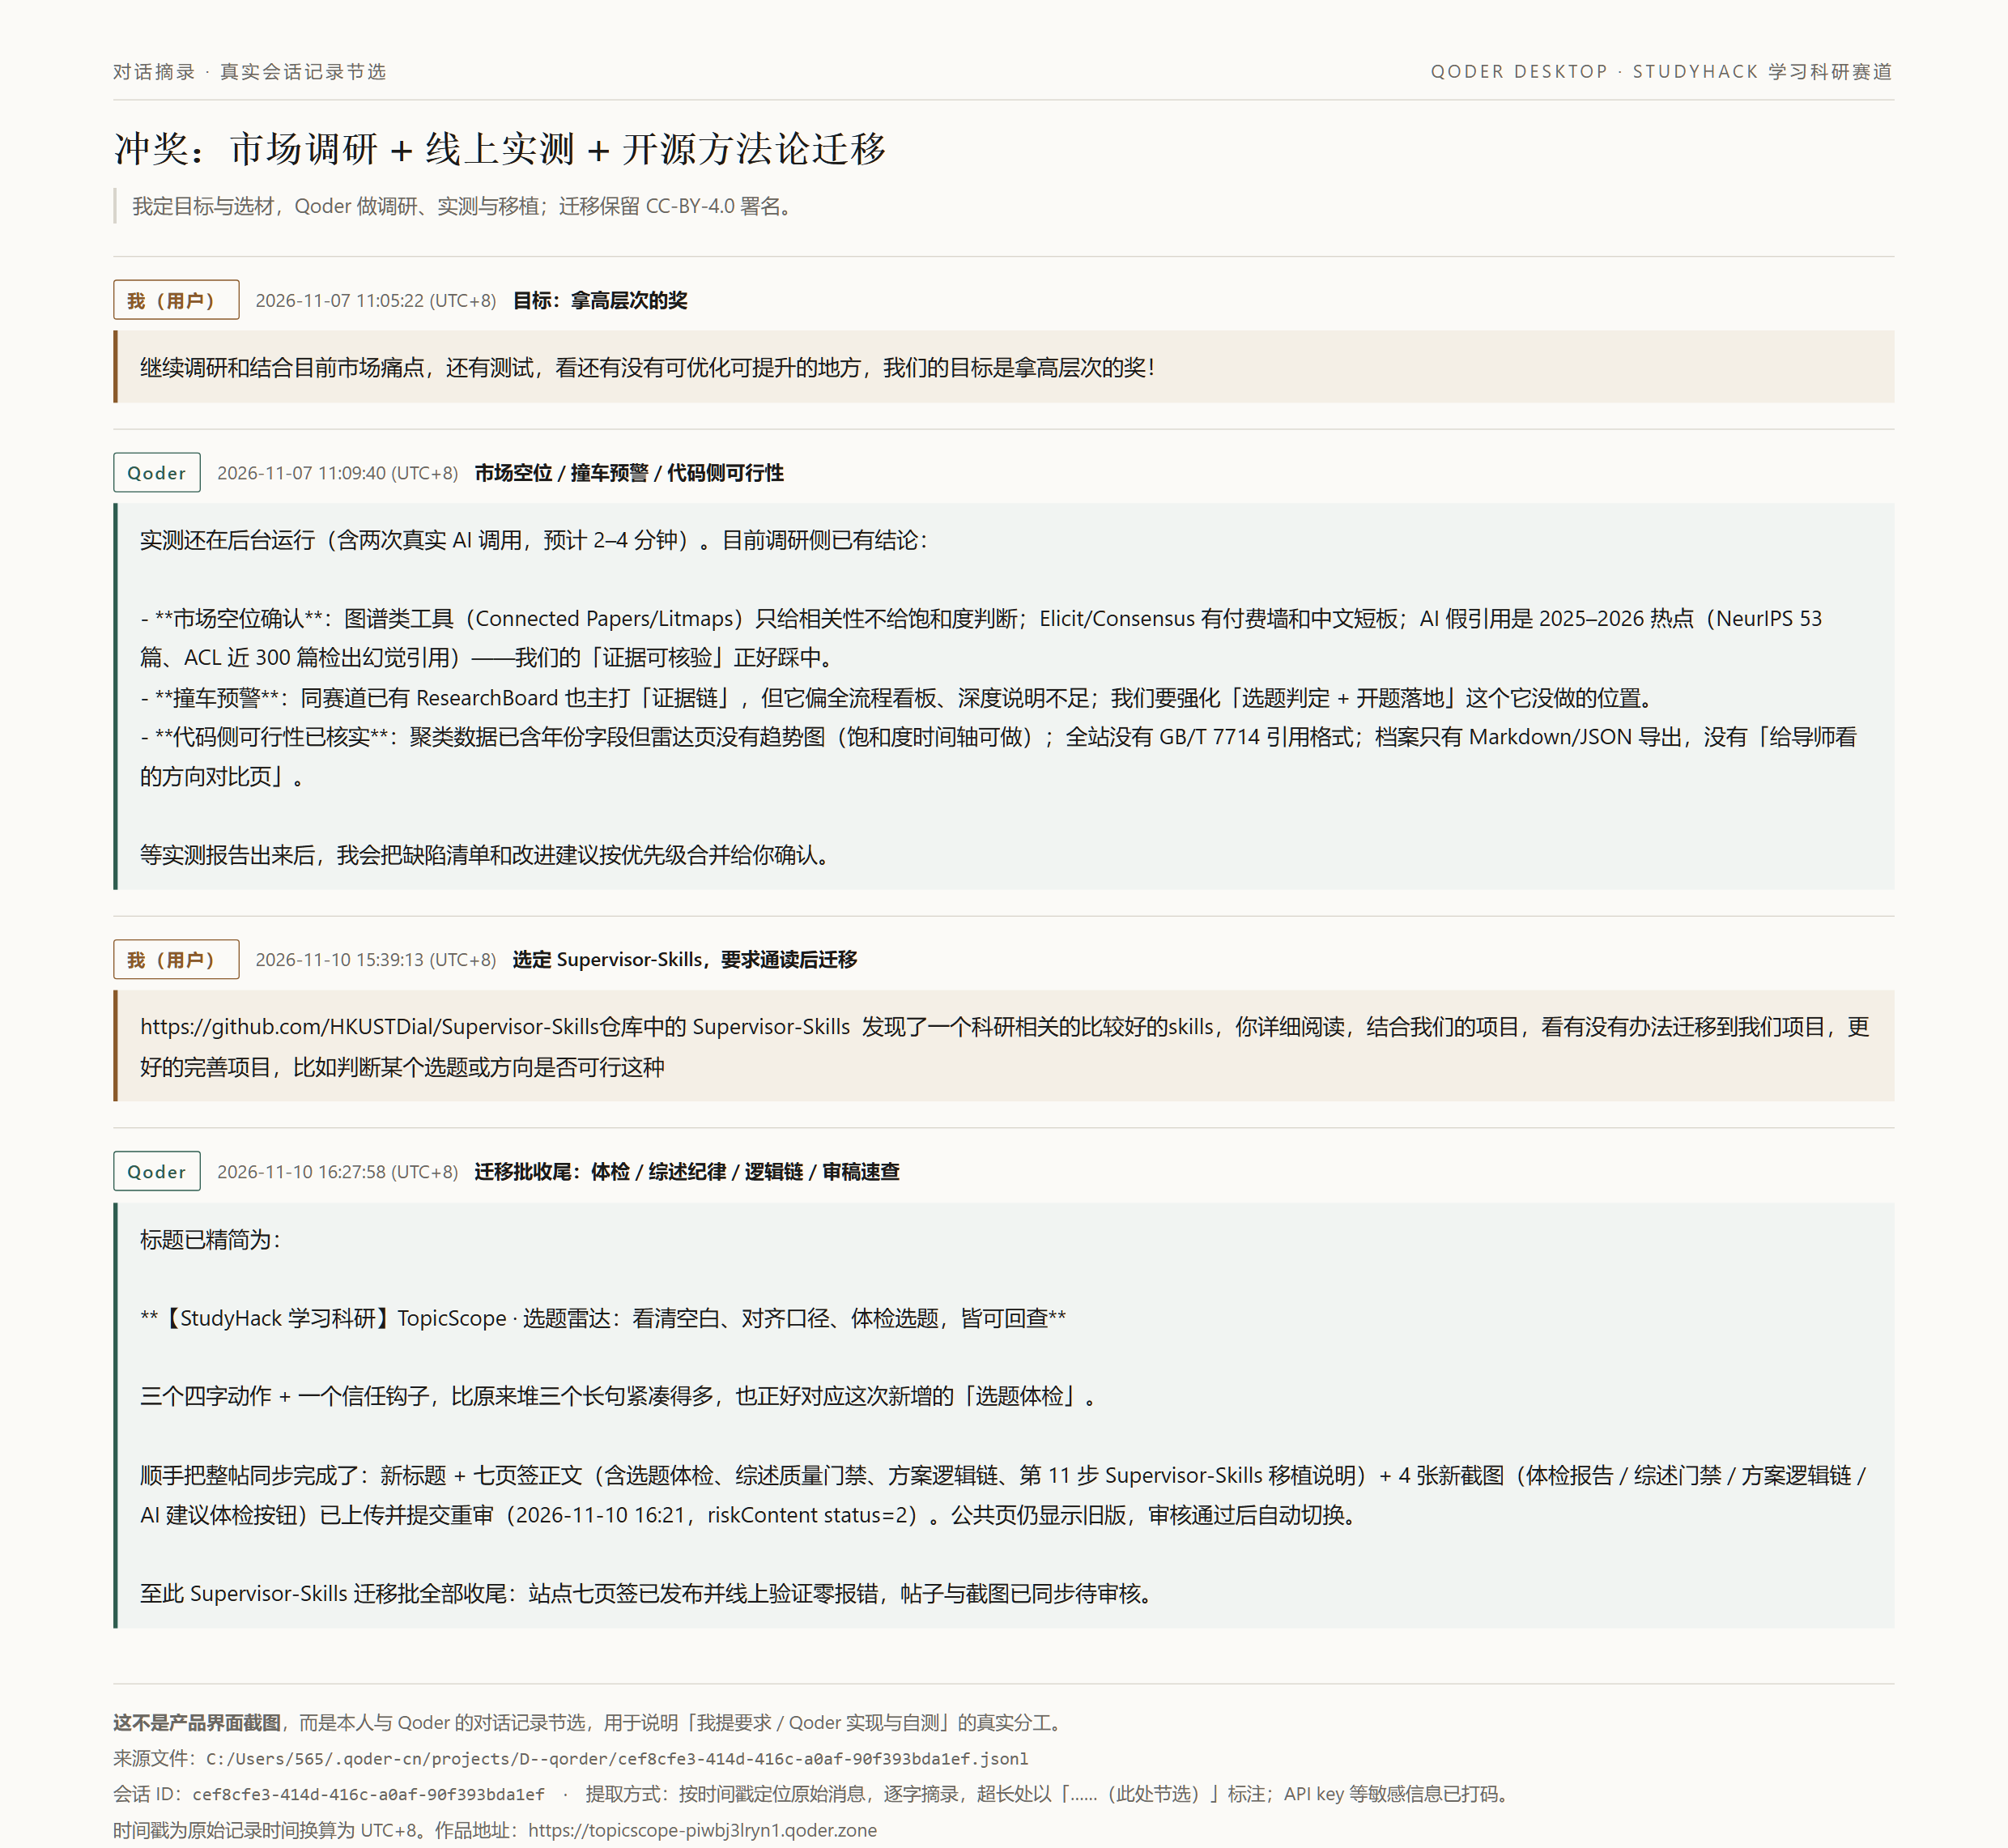 对话摘录 · 真实会话记录节选
QODER DESKTOP · STUDYHACK 学习科研赛道
冲奖：市场调研 + 线上实测 + 开源方法论迁移
我定目标与选材，Qoder 做调研、实测与移植；迁移保留 CC-BY-4.0 署名。
我（用户） 2026-11-07 11:05:22 (UTC+8) 目标：拿高层次的奖
继续调研和结合目前市场痛点，还有测试，看还有没有可优化可提升的地方，我们的目标是拿高层次的奖！
Qoder 2026-11-07 11:09:40 (UTC+8) 市场空位 / 撞车预警 / 代码侧可行性
实测还在后台运行（含两次真实 AI 调用，预计 2–4 分钟）。目前调研侧已有结论：
- **市场空位确认**：图谱类工具（Connected Papers/Litmaps）只给相关性不给饱和度判断；Elicit/Consensus 有付费墙和中文短板；AI 假引用是 2025–2026 热点（NeurIPS 53
篇、ACL 近 300 篇检出幻觉引用）——我们的「证据可核验」正好踩中。
- **撞车预警**：同赛道已有 ResearchBoard 也主打「证据链」，但它偏全流程看板、深度说明不足；我们要强化「选题判定 + 开题落地」这个它没做的位置。
- **代码侧可行性已核实**：聚类数据已含年份字段但雷达页没有趋势图（饱和度时间轴可做）；全站没有 GB/T 7714 引用格式；档案只有 Markdown/JSON 导出，没有「给导师看
的方向对比页」。
等实测报告出来后，我会把缺陷清单和改进建议按优先级合并给你确认。
我（用户） 2026-11-10 15:39:13 (UTC+8) 选定 Supervisor-Skills，要求通读后迁移
https://github.com/HKUSTDial/Supervisor-Skills仓库中的 Supervisor-Skills  发现了一个科研相关的比较好的skills，你详细阅读，结合我们的项目，看有没有办法迁移到我们项目，更
好的完善项目，比如判断某个选题或方向是否可行这种
Qoder 2026-11-10 16:27:58 (UTC+8) 迁移批收尾：体检 / 综述纪律 / 逻辑链 / 审稿速查
标题已精简为：
**【StudyHack 学习科研】TopicScope · 选题雷达：看清空白、对齐口径、体检选题，皆可回查**
三个四字动作 + 一个信任钩子，比原来堆三个长句紧凑得多，也正好对应这次新增的「选题体检」。
顺手把整帖同步完成了：新标题 + 七页签正文（含选题体检、综述质量门禁、方案逻辑链、第 11 步 Supervisor-Skills 移植说明）+ 4 张新截图（体检报告 / 综述门禁 / 方案逻辑链 /
AI 建议体检按钮）已上传并提交重审（2026-11-10 16:21，riskContent status=2）。公共页仍显示旧版，审核通过后自动切换。
至此 Supervisor-Skills 迁移批全部收尾：站点七页签已发布并线上验证零报错，帖子与截图已同步待审核。
这不是产品界面截图，而是本人与 Qoder 的对话记录节选，用于说明「我提要求 / Qoder 实现与自测」的真实分工。
来源文件：C:/Users/565/.qoder-cn/projects/D--qorder/cef8cfe3-414d-416c-a0af-90f393bda1ef.jsonl
会话 ID：cef8cfe3-414d-416c-a0af-90f393bda1ef · 提取方式：按时间戳定位原始消息，逐字摘录，超长处以「……（此处节选）」标注；API key 等敏感信息已打码。
时间戳为原始记录时间换算为 UTC+8。作品地址：https://topicscope-piwbj3lryn1.qoder.zone